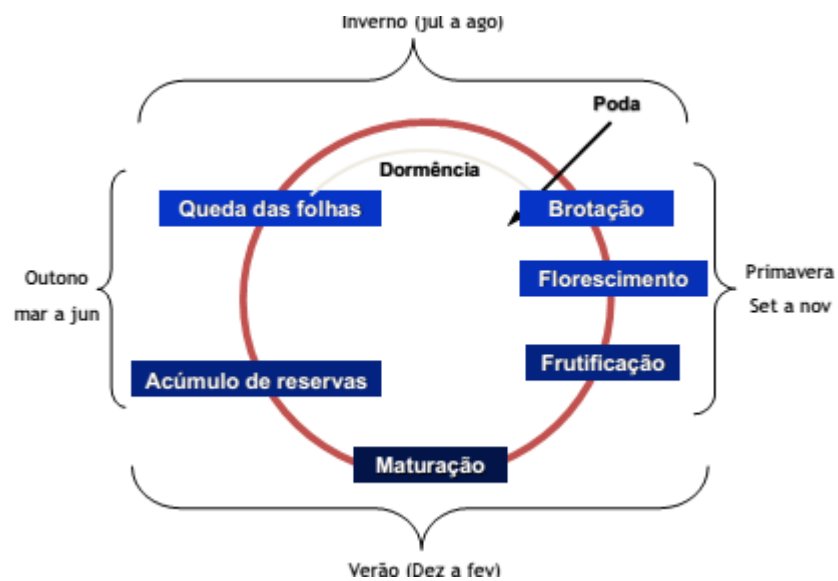 Inverno (jul a ago)
Poda
Dormência
Queda das folhas
Brotação
Florescimento
Outono
mar a jun
Primavera
Set a nov
Frutificação
Acúmulo de reservas
Maturação
Verão (Dez a fev)